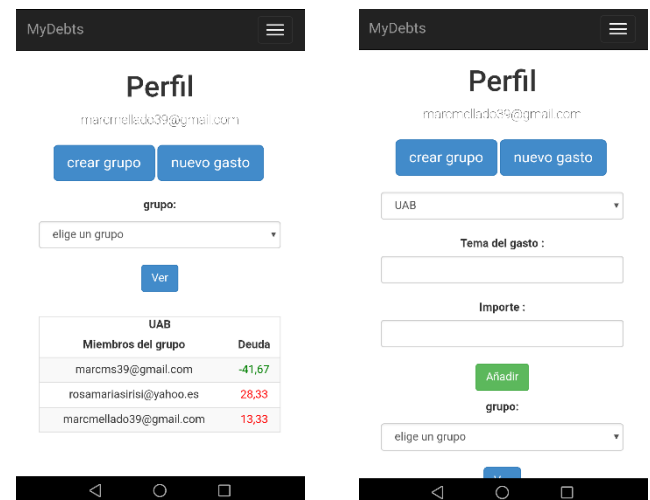 MyDebts
Perfil
marcmellado39@gmail.com
crear grupo nuevo gasto
grupo:
elige un grupo
Ver
UAB
Miembros del grupo Deuda
marcms39@gmail.com -41,67
rosamariasirisi@yahoo.es 28,33
marcmellado39@gmail.com 13,33
MyDebts
Perfil
marcmellado39@gmail.com
crear grupo nuevo gasto
UAB
Tema del gasto :
Importe :
Añadir
grupo:
elige un grupo